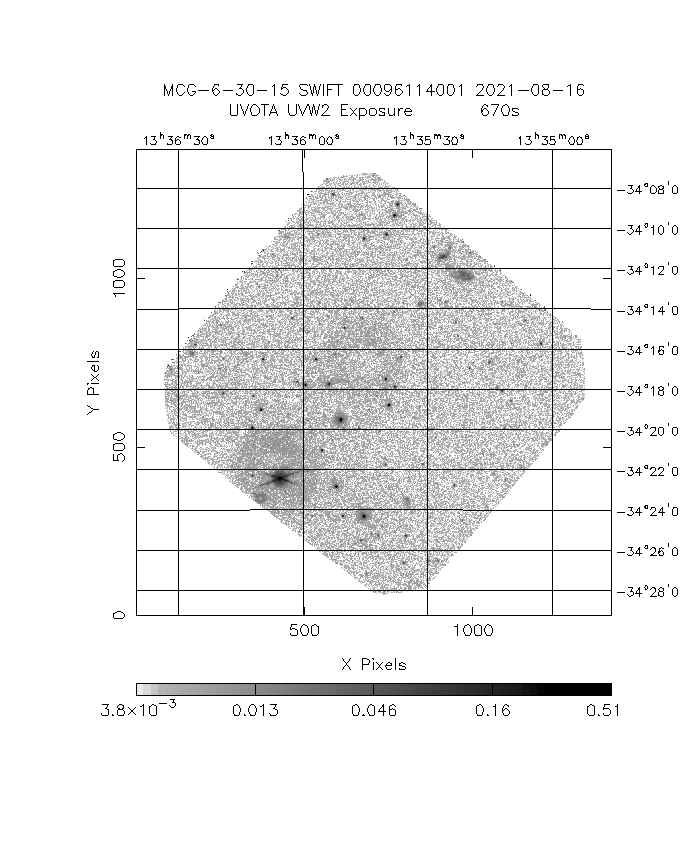 MCG-6-30-15 SWIFT 00096114001 2021-08-16
UVOTA UVW2 Exposure 670s
13ʰ36ᵐ30ˢ 13ʰ36ᵐ00ˢ 13ʰ35ᵐ30ˢ 13ʰ35ᵐ00ˢ
-34°08'0
-34°10'0
-34°12'0
1000
-34°14'0
-34°16'0
Y Pixels
-34°18'0
-34°20'0
500
-34°22'0
-34°24'0
-34°26'0
-34°28'0
0
500 1000
X Pixels
3.8×10⁻³ 0.013 0.046 0.16 0.51